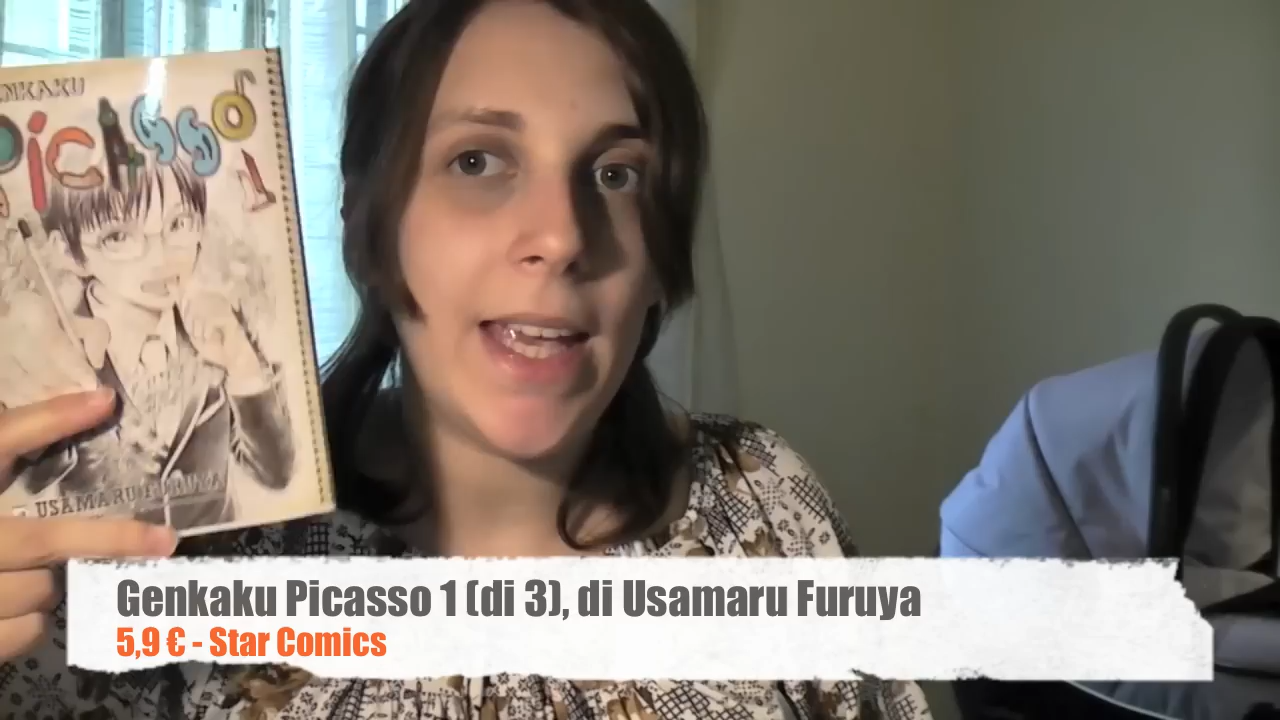 Picasso
1
USAMARU FURUYA
Genkaku Picasso 1 (di 3), di Usamaru Furuya
5,9 € - Star Comics